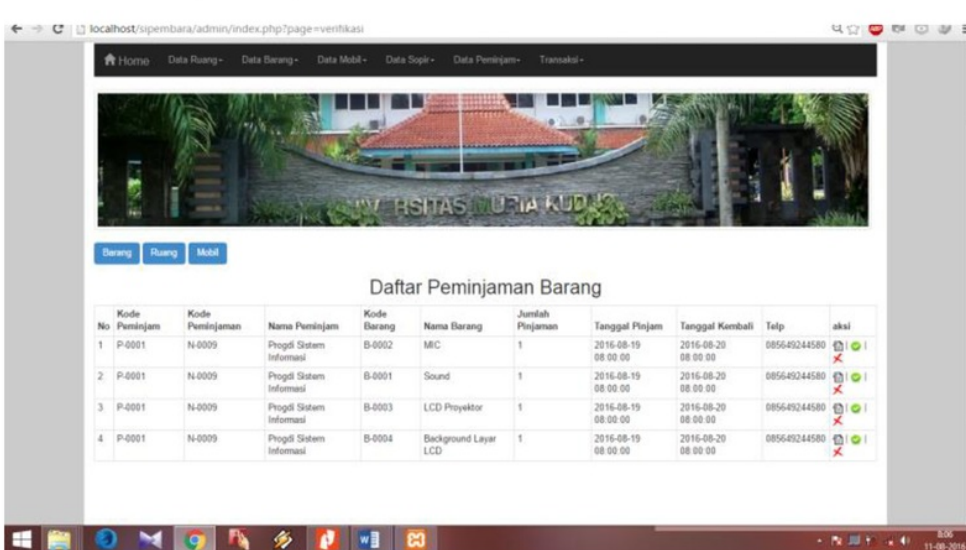 localhost/sipembara/admin/index.php?page=verifikasi
Home Data Ruang Data Barang Data Mobil Data Sopir Data Peminjam Transaksi
Barang Ruang Mobil
Daftar Peminjaman Barang
No Kode Peminjam Kode Peminjaman Nama Peminjam Kode Barang Nama Barang Jumlah Pinjaman Tanggal Pinjam Tanggal Kembali Telp aksi
1 P-0001 N-0009 Progdi Sistem Informasi B-0002 MIC 1 2016-08-19 08:00:00 2016-08-20 08:00:00 085649244580 | |
2 P-0001 N-0009 Progdi Sistem Informasi B-0001 Sound 1 2016-08-19 08:00:00 2016-08-20 08:00:00 085649244580 | |
3 P-0001 N-0009 Progdi Sistem Informasi B-0003 LCD Proyektor 1 2016-08-19 08:00:00 2016-08-20 08:00:00 085649244580 | |
4 P-0001 N-0009 Progdi Sistem Informasi B-0004 Background Layar LCD 1 2016-08-19 08:00:00 2016-08-20 08:00:00 085649244580 | |
8:06
11-08-2016